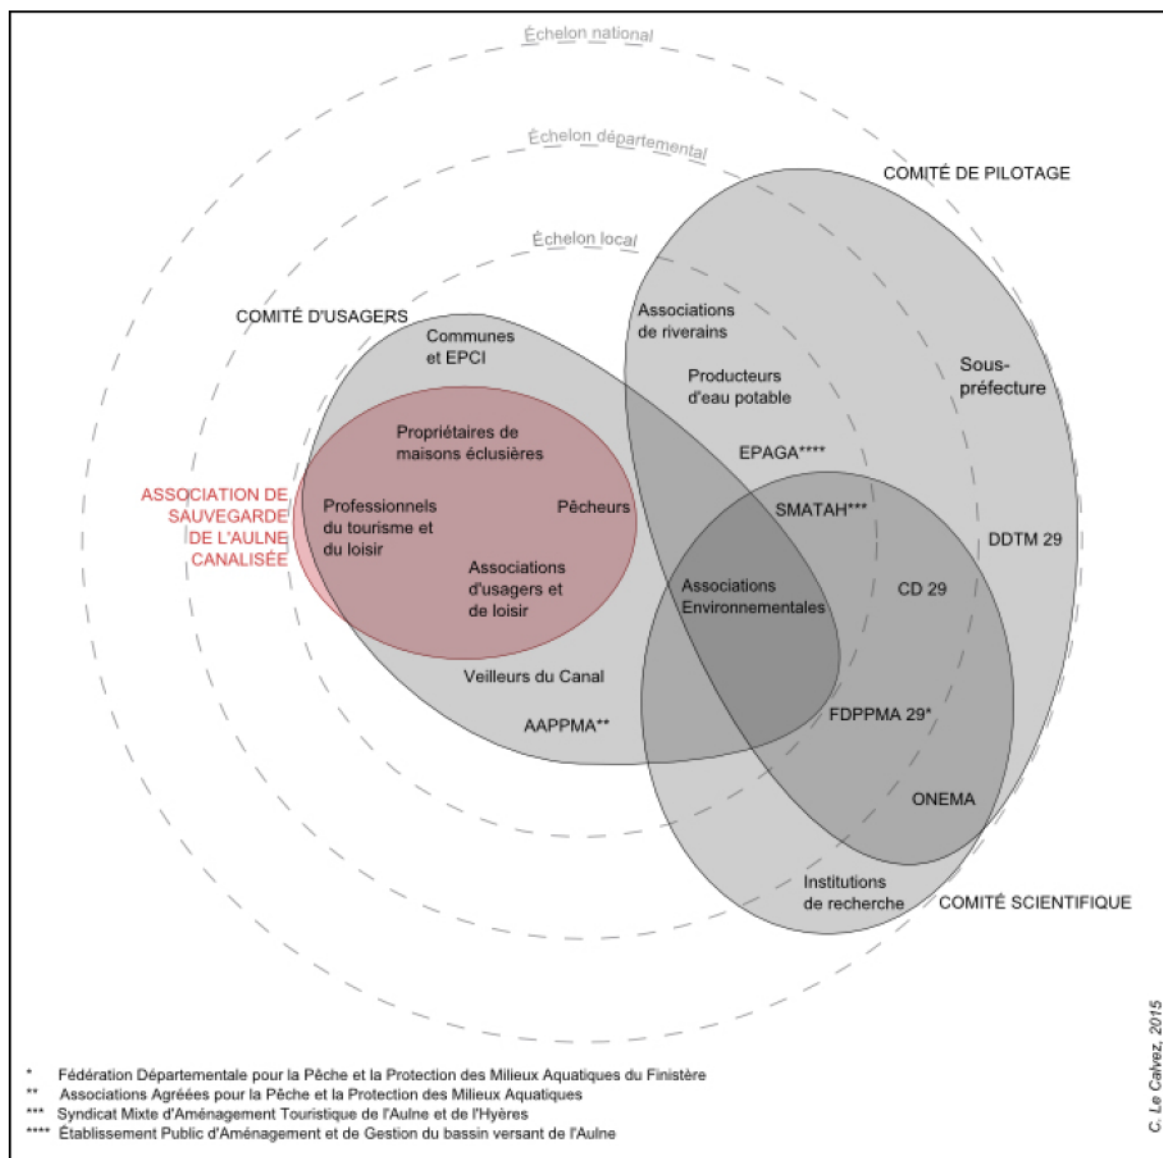 Échelon national
Échelon départemental
COMITÉ DE PILOTAGE
Échelon local
Associations
de riverains
COMITÉ D'USAGERS
Communes
et EPCI
Sous-
préfecture
Producteurs
d'eau potable
Propriétaires de
maisons éclusières
EPAGA****
ASSOCIATION DE
SAUVEGARDE
DE L'AULNE
CANALISÉE
Professionnels
du tourisme et
du loisir
Pêcheurs
SMATAH***
DDTM 29
Associations
d'usagers et
de loisir
Associations
Environnementales
CD 29
Veilleurs du Canal
AAPPMA**
FDPPMA 29*
ONEMA
Institutions
de recherche
COMITÉ SCIENTIFIQUE
* Fédération Départementale pour la Pêche et la Protection des Milieux Aquatiques du Finistère
** Associations Agréées pour la Pêche et la Protection des Milieux Aquatiques
*** Syndicat Mixte d'Aménagement Touristique de l'Aulne et de l'Hyères
**** Établissement Public d'Aménagement et de Gestion du bassin versant de l'Aulne
C. Le Calvez, 2015